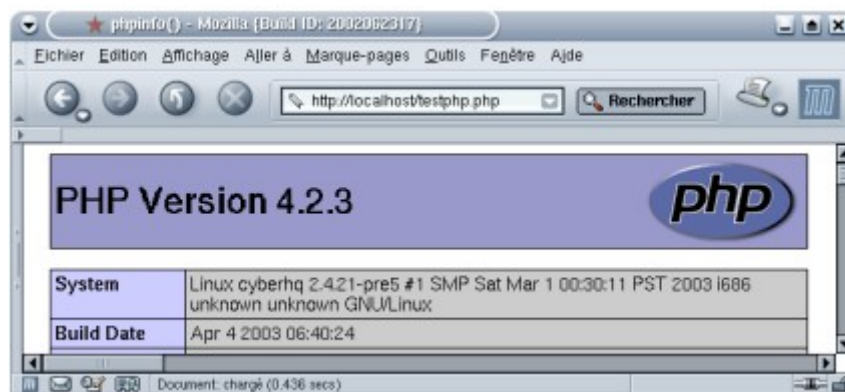 phpinfo() - Mozilla {Build ID: 2002062317}
Eichier Edition Affichage Aller à Marque-pages Outils Fenêtre Aide
http://localhost/testphp.php Rechercher
PHP Version 4.2.3
php
System Linux cyberhq 2.4.21-pre5 #1 SMP Sat Mar 1 00:30:11 PST 2003 i686
unknown unknown GNU/Linux
Build Date Apr 4 2003 06:40:24
Document: chargé (0.436 secs)